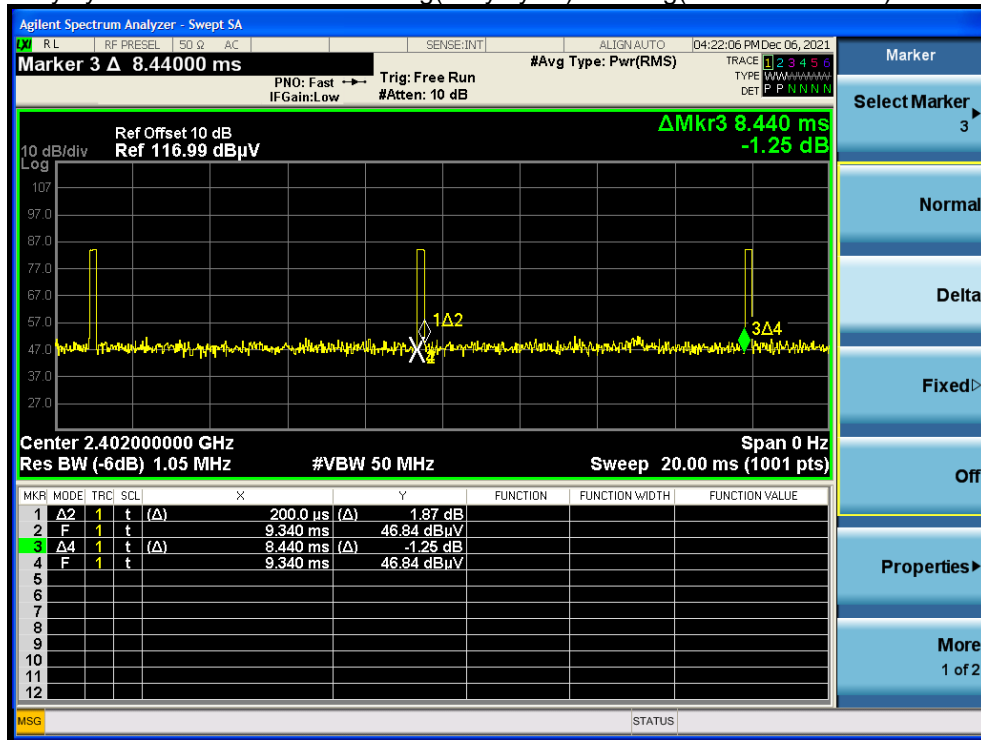 Agilent Spectrum Analyzer - Swept SA
LXI RL RF PRESEL 50 Ω AC SENSE:INT ALIGN AUTO 04:22:06 PM Dec 06, 2021
Marker 3 Δ 8.44000 ms
PNO: Fast
IFGain:Low
Trig: Free Run
#Atten: 10 dB
#Avg Type: Pwr(RMS)
TRACE 1 2 3 4 5 6
TYPE WWWWWW
DET P P N N N N
ΔMkr3 8.440 ms
-1.25 dB
Ref Offset 10 dB
10 dB/div Ref 116.99 dBµV
Log
107
97.0
87.0
77.0
67.0
57.0
47.0
37.0
27.0
1Δ2
3Δ4
Center 2.402000000 GHz Span 0 Hz
Res BW (-6dB) 1.05 MHz #VBW 50 MHz Sweep 20.00 ms (1001 pts)
MKR MODE TRC SCL X Y FUNCTION FUNCTION WIDTH FUNCTION VALUE
1 Δ2 1 t (Δ) 200.0 µs (Δ) 1.87 dB
2 F 1 t 9.340 ms 46.84 dBµV
3 Δ4 1 t (Δ) 8.440 ms (Δ) -1.25 dB
4 F 1 t 9.340 ms 46.84 dBµV
5
6
7
8
9
10
11
12
MSG STATUS
Marker
Select Marker
3
Normal
Delta
Fixed
Off
Properties
More
1 of 2